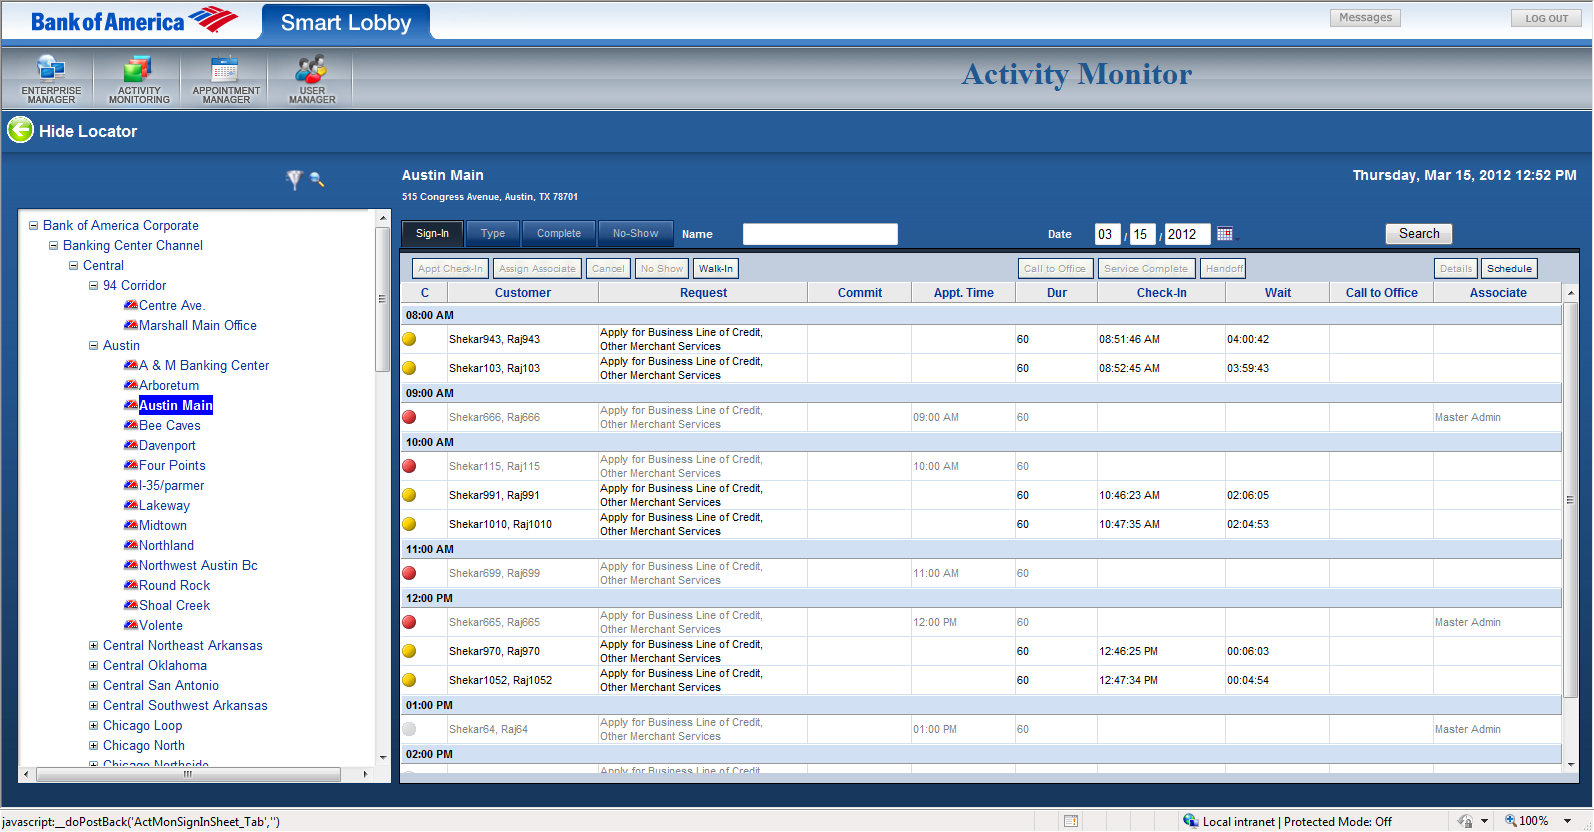 Bank of America
Smart Lobby
Messages
LOG OUT
ENTERPRISE MANAGER
ACTIVITY MONITORING
APPOINTMENT MANAGER
USER MANAGER
Activity Monitor
Hide Locator
Austin Main
Thursday, Mar 15, 2012 12:52 PM
515 Congress Avenue, Austin, TX 78701
Bank of America Corporate
Banking Center Channel
Central
94 Corridor
Centre Ave.
Marshall Main Office
Austin
A & M Banking Center
Arboretum
Austin Main
Bee Caves
Davenport
Four Points
I-35/parmer
Lakeway
Midtown
Northland
Northwest Austin Bc
Round Rock
Shoal Creek
Volente
Central Northeast Arkansas
Central Oklahoma
Central San Antonio
Central Southwest Arkansas
Chicago Loop
Chicago North
Chicago Northside
Sign-In Type Complete No-Show Name Date 03 / 15 / 2012 Search
Appt Check-In Assign Associate Cancel No Show Walk-In Call to Office Service Complete Handoff Details Schedule
C Customer Request Commit Appt. Time Dur Check-In Wait Call to Office Associate
08:00 AM
Shekar943, Raj943 Apply for Business Line of Credit, 60 08:51:46 AM 04:00:42
Other Merchant Services
Shekar103, Raj103 Apply for Business Line of Credit, 60 08:52:45 AM 03:59:43
Other Merchant Services
09:00 AM
Shekar666, Raj666 Apply for Business Line of Credit, 09:00 AM 60 Master Admin
Other Merchant Services
10:00 AM
Shekar115, Raj115 Apply for Business Line of Credit, 10:00 AM 60
Other Merchant Services
Shekar991, Raj991 Apply for Business Line of Credit, 60 10:46:23 AM 02:06:05
Other Merchant Services
Shekar1010, Raj1010 Apply for Business Line of Credit, 60 10:47:35 AM 02:04:53
Other Merchant Services
11:00 AM
Shekar699, Raj699 Apply for Business Line of Credit, 11:00 AM 60
Other Merchant Services
12:00 PM
Shekar665, Raj665 Apply for Business Line of Credit, 12:00 PM 60 Master Admin
Other Merchant Services
Shekar970, Raj970 Apply for Business Line of Credit, 60 12:46:25 PM 00:06:03
Other Merchant Services
Shekar1052, Raj1052 Apply for Business Line of Credit, 60 12:47:34 PM 00:04:54
Other Merchant Services
01:00 PM
Shekar64, Raj64 Apply for Business Line of Credit, 01:00 PM 60 Master Admin
Other Merchant Services
02:00 PM
Apply for Business Line of Credit,
javascript:__doPostBack('ActMonSignInSheet_Tab','')
Local intranet | Protected Mode: Off
100%